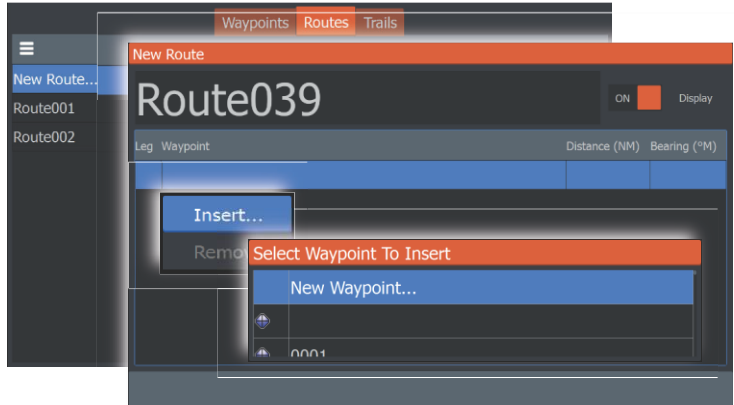 Waypoints Routes Trails
New Route...
Route001
Route002
New Route
Route039
ON Display
Leg Waypoint Distance (NM) Bearing (°M)
Insert...
Remo
Select Waypoint To Insert
New Waypoint...
0001